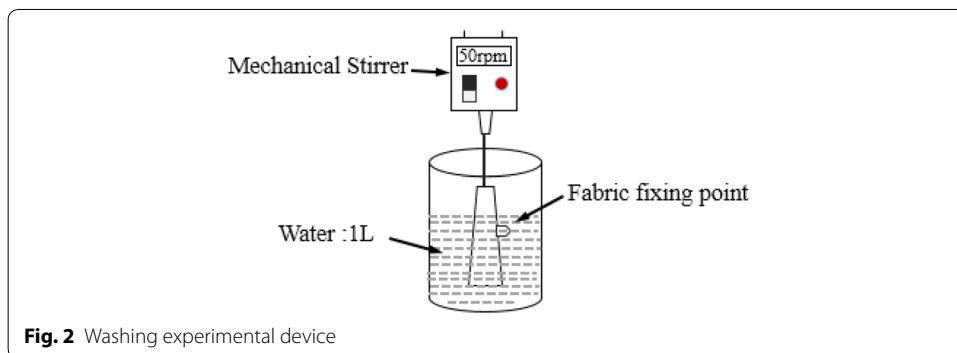 50rpm
Mechanical Stirrer
Fabric fixing point
Water :1L
Fig. 2 Washing experimental device